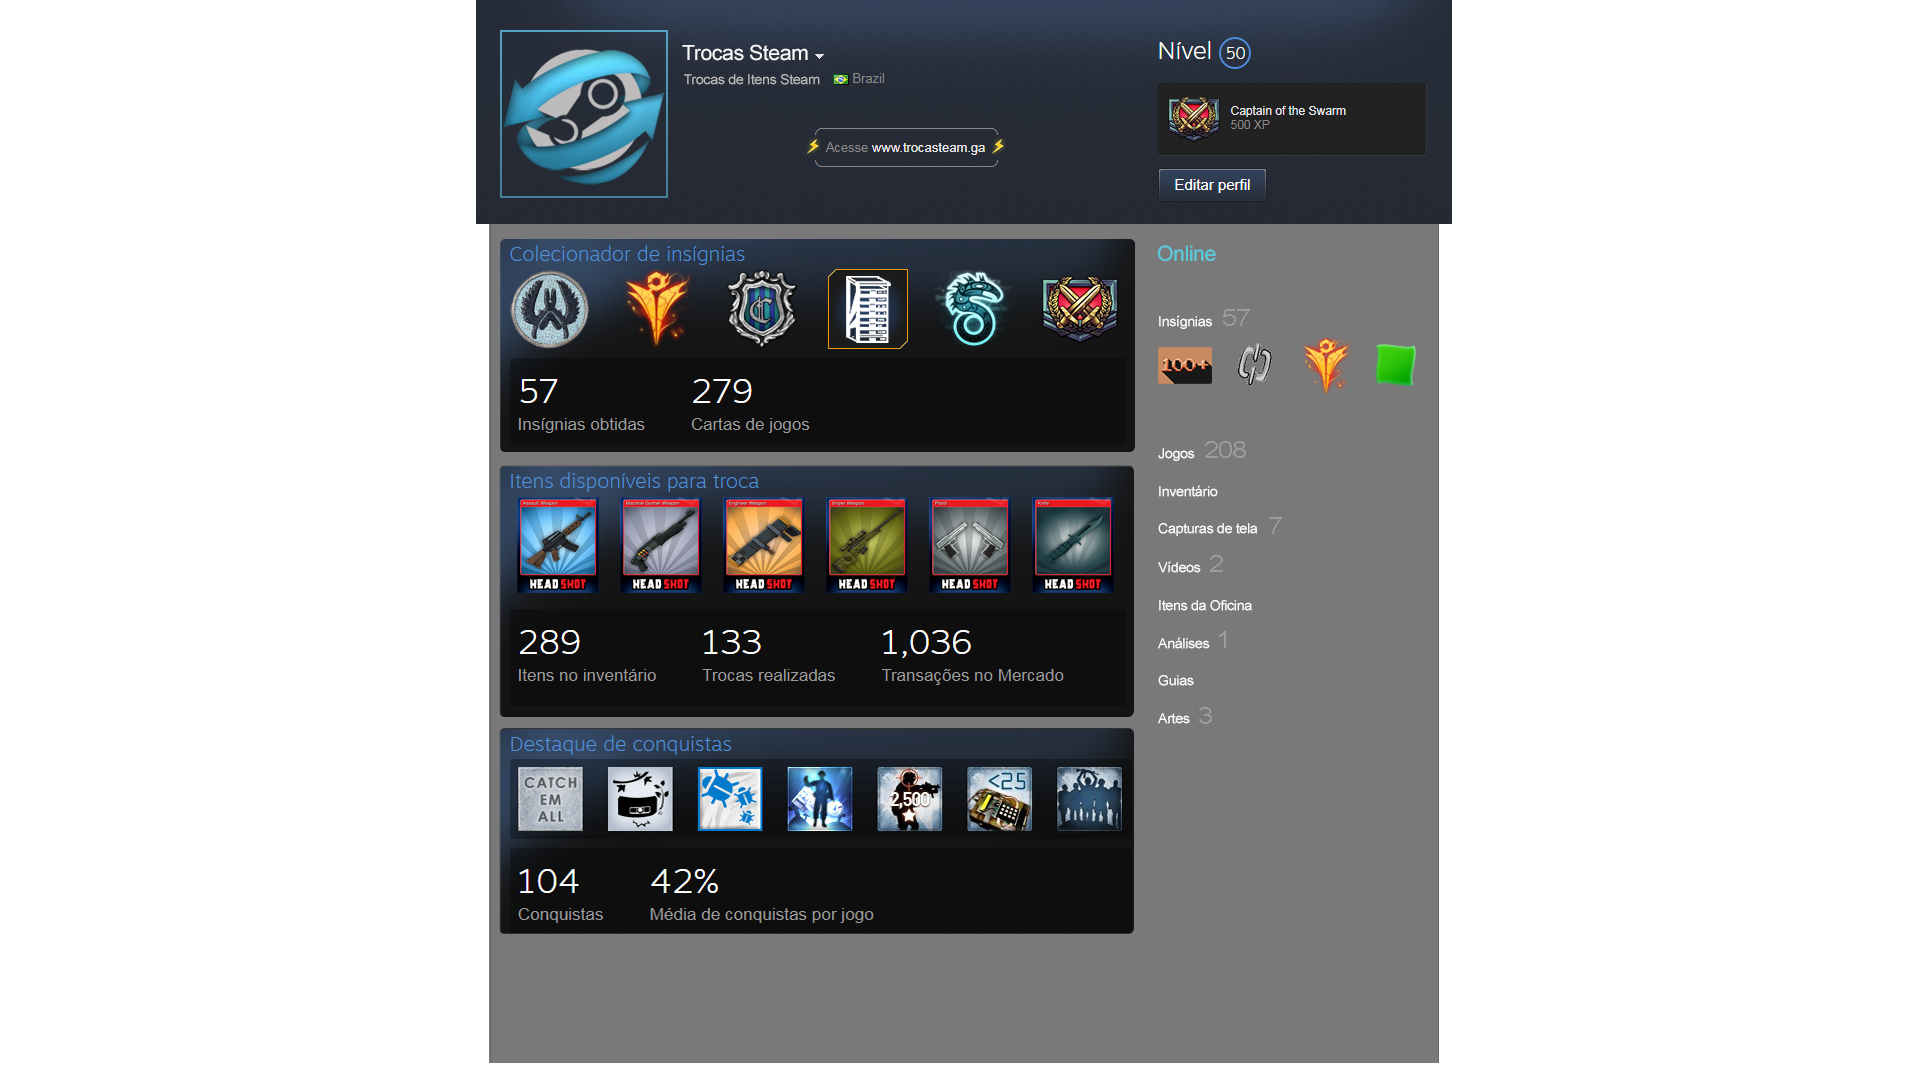 Trocas Steam
Trocas de Itens Steam Brazil
Acesse www.trocasteam.ga
Nível 50
Captain of the Swarm
500 XP
Editar perfil
Colecionador de insígnias
57 279
Insígnias obtidas Cartas de jogos
Itens disponíveis para troca
Assault Weapon Machine Gunner Weapon Engineer Weapon Sniper Weapon Pistol Knife
HEAD SHOT HEAD SHOT HEAD SHOT HEAD SHOT HEAD SHOT HEAD SHOT
289 133 1,036
Itens no inventário Trocas realizadas Transações no Mercado
Destaque de conquistas
CATCH
EM
ALL
2,500
<25
104 42%
Conquistas Média de conquistas por jogo
Online
Insígnias 57
100+
Jogos 208
Inventário
Capturas de tela 7
Vídeos 2
Itens da Oficina
Análises 1
Guias
Artes 3